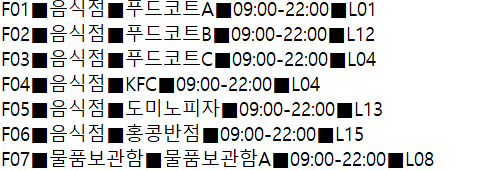 F01■음식점■푸드코트A■09:00-22:00■L01
F02■음식점■푸드코트B■09:00-22:00■L12
F03■음식점■푸드코트C■09:00-22:00■L04
F04■음식점■KFC■09:00-22:00■L04
F05■음식점■도미노피자■09:00-22:00■L13
F06■음식점■홍콩반점■09:00-22:00■L15
F07■물품보관함■물품보관함A■09:00-22:00■L08